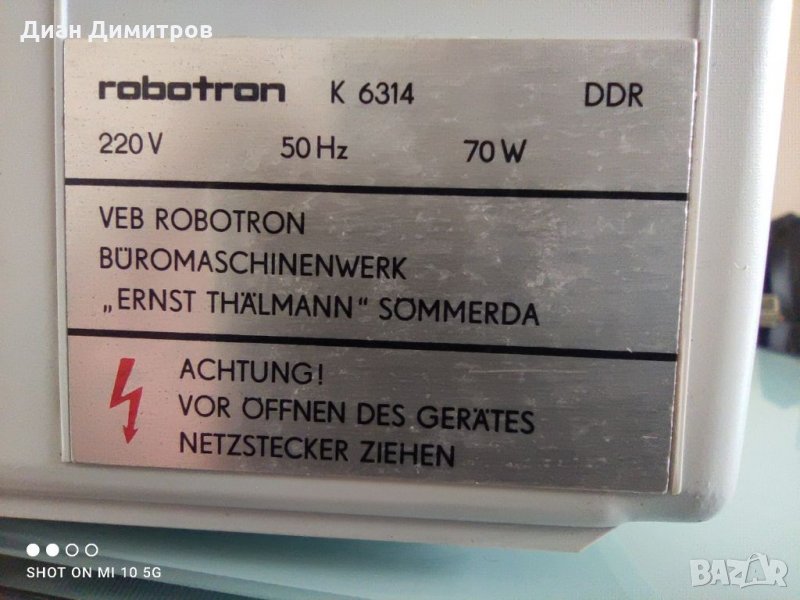 Диан Димитров
robotron K 6314 DDR
220 V 50 Hz 70 W
VEB ROBOTRON
BÜROMASCHINENWERK
„ERNST THÄLMANN“ SÖMMERDA
ACHTUNG!
VOR ÖFFNEN DES GERÄTES
NETZSTECKER ZIEHEN
SHOT ON MI 10 5G
BAZAR